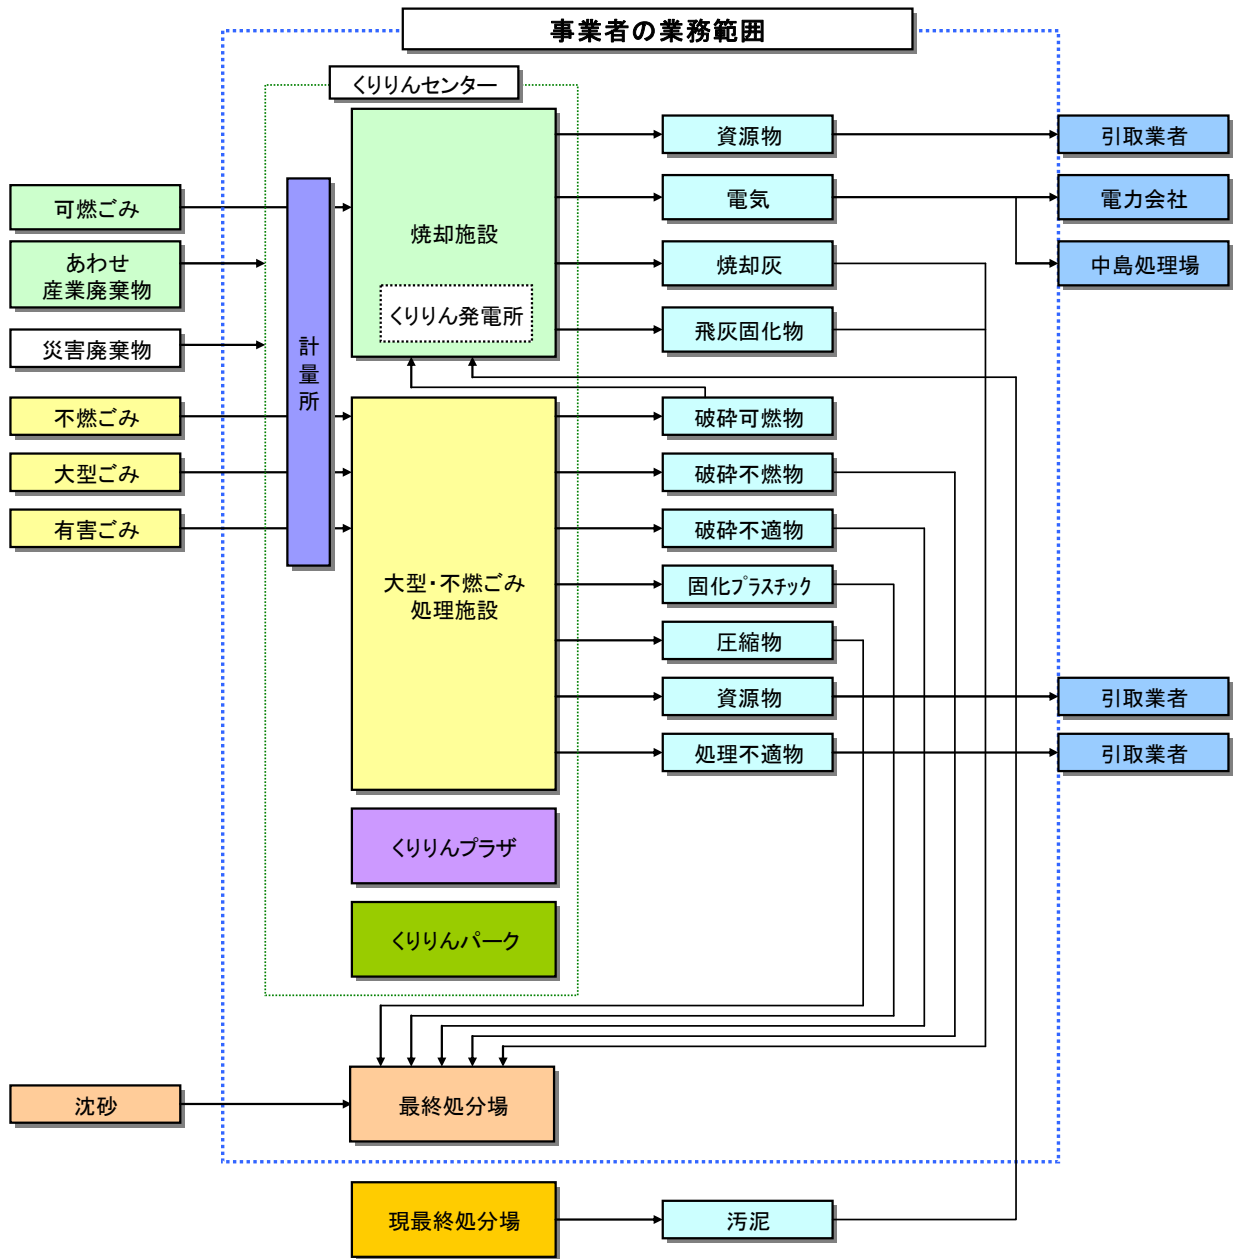 事業者の業務範囲
くりりんセンター
可燃ごみ
あわせ
産業廃棄物
災害廃棄物
不燃ごみ
大型ごみ
有害ごみ
計量所
焼却施設
くりりん発電所
大型・不燃ごみ
処理施設
くりりんプラザ
くりりんパーク
資源物
電気
焼却灰
飛灰固化物
破砕可燃物
破砕不燃物
破砕不適物
固化プラスチック
圧縮物
資源物
処理不適物
引取業者
電力会社
中島処理場
引取業者
引取業者
沈砂
最終処分場
現最終処分場
汚泥